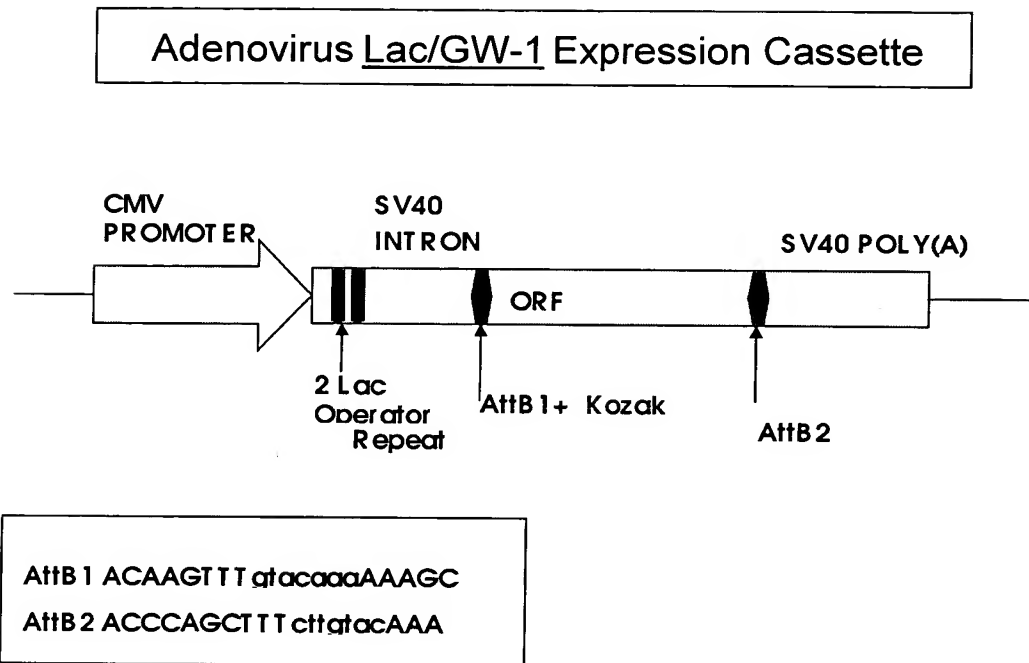 Adenovirus Lac/GW-1 Expression Cassette
CMV
PROMOTER
SV40
INTRON
SV40 POLY(A)
ORF
2 Lac
Operator
Repeat
AttB1+ Kozak
AttB2
AttB1 ACAAGTTTgtacaaaAAAGC
AttB2 ACCCAGCTTTcttgtacAAA